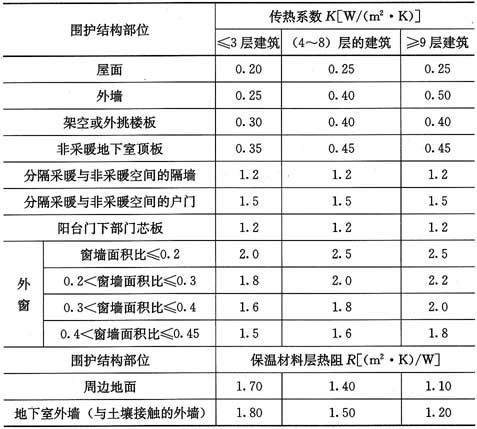 围护结构部位 传热系数 K[W/(m²·K)]
≤3 层建筑 （4～8）层的建筑 ≥9 层建筑
屋面 0.20 0.25 0.25
外墙 0.25 0.40 0.50
架空或外挑楼板 0.30 0.40 0.40
非采暖地下室顶板 0.35 0.45 0.45
分隔采暖与非采暖空间的隔墙 1.2 1.2 1.2
分隔采暖与非采暖空间的户门 1.5 1.5 1.5
阳台门下部门芯板 1.2 1.2 1.2
外窗 窗墙面积比≤0.2 2.0 2.5 2.5
0.2<窗墙面积比≤0.3 1.8 2.0 2.2
0.3<窗墙面积比≤0.4 1.6 1.8 2.0
0.4<窗墙面积比≤0.45 1.5 1.6 1.8
围护结构部位 保温材料层热阻 R[(m²·K)/W]
周边地面 1.70 1.40 1.10
地下室外墙（与土壤接触的外墙） 1.80 1.50 1.20